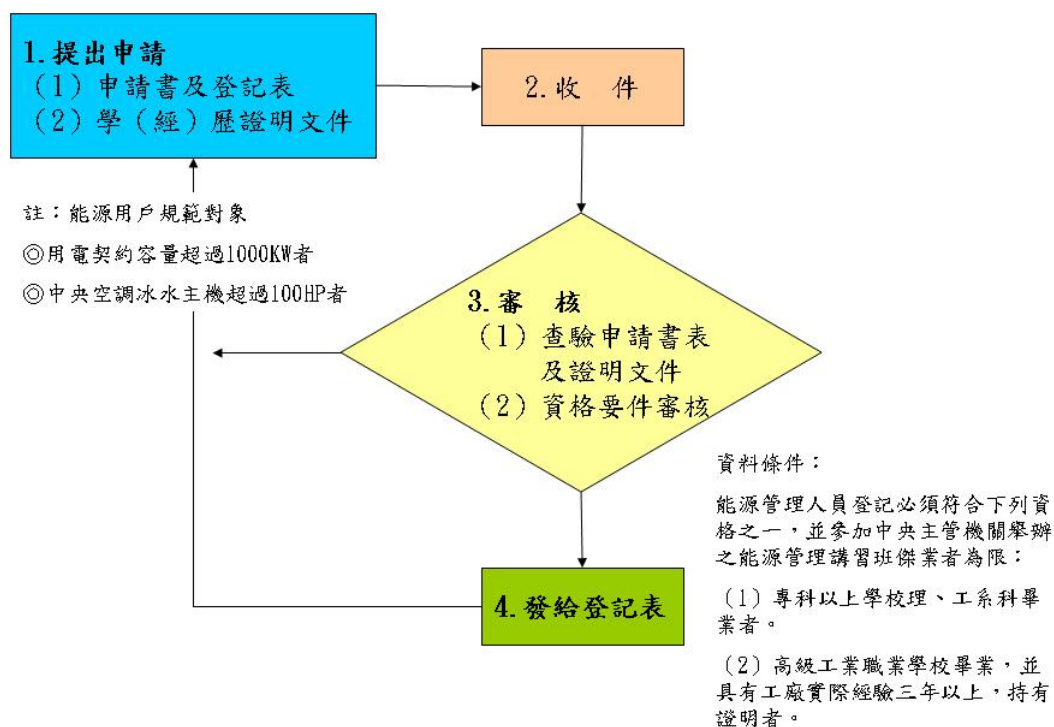 1.提出申請
(1)申請書及登記表
(2)學(經)歷證明文件
2.收 件
註：能源用戶規範對象
◎用電契約容量超過1000KW者
◎中央空調冰水主機超過100HP者
3.審 核
(1)查驗申請書表
及證明文件
(2)資格要件審核
4.發給登記表
資料條件：
能源管理人員登記必須符合下列資
格之一，並參加中央主管機關舉辦
之能源管理講習班傑業者為限：
(1)專科以上學校理、工系科畢
業者。
(2)高級工業職業學校畢業，並
具有工廠實際經驗三年以上，持有
證明者。